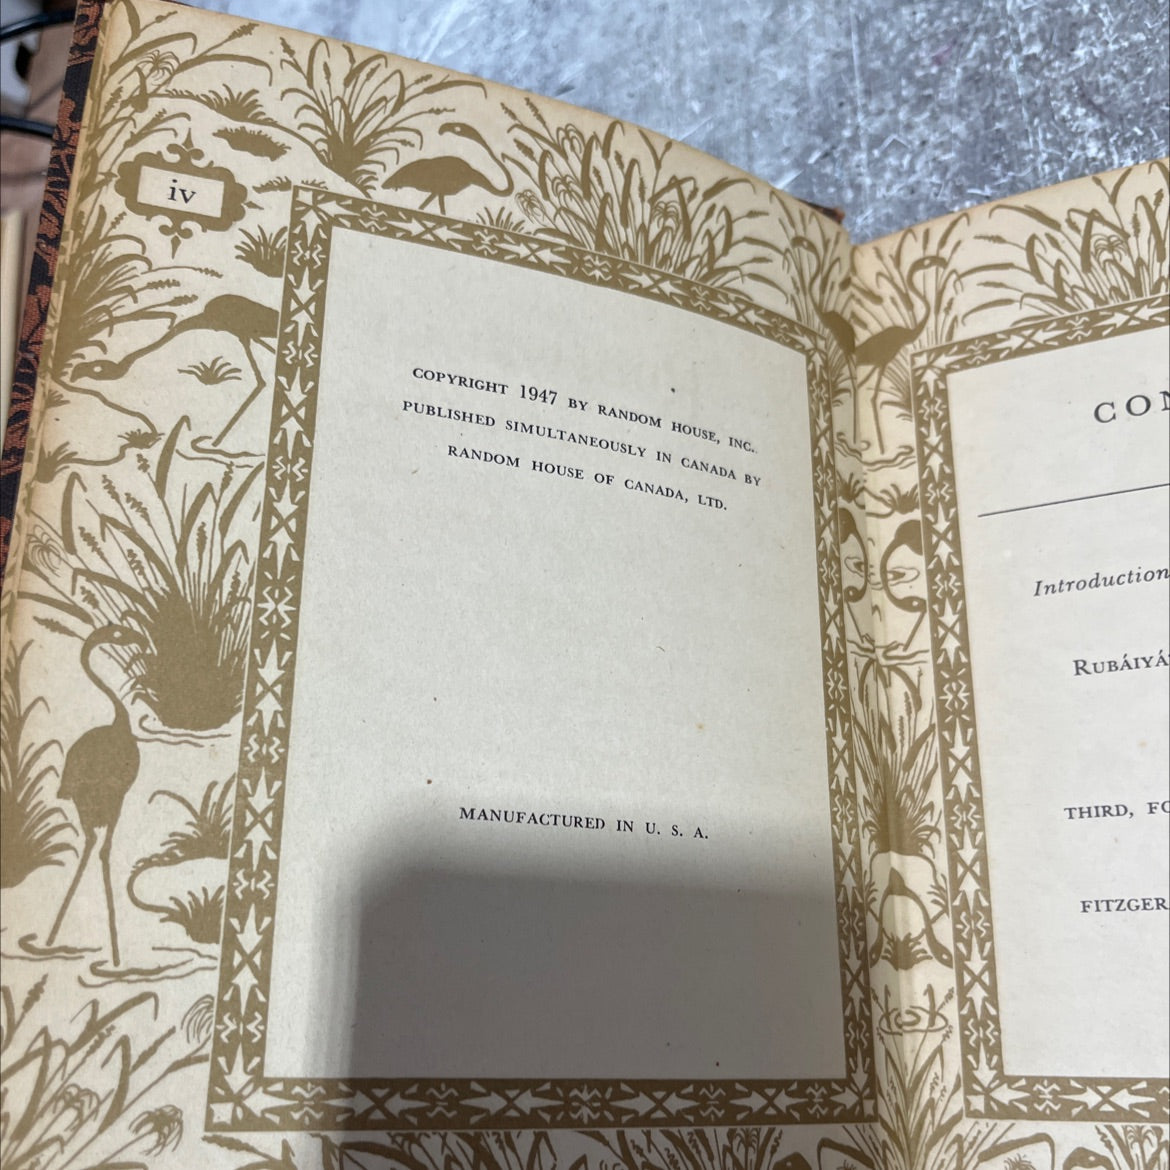 iv
COPYRIGHT 1947 BY RANDOM HOUSE, INC.
PUBLISHED SIMULTANEOUSLY IN CANADA BY
RANDOM HOUSE OF CANADA, LTD.
MANUFACTURED IN U. S. A.
CON
Introduction
RUBÁIYÁ
THIRD, FO
FITZGER